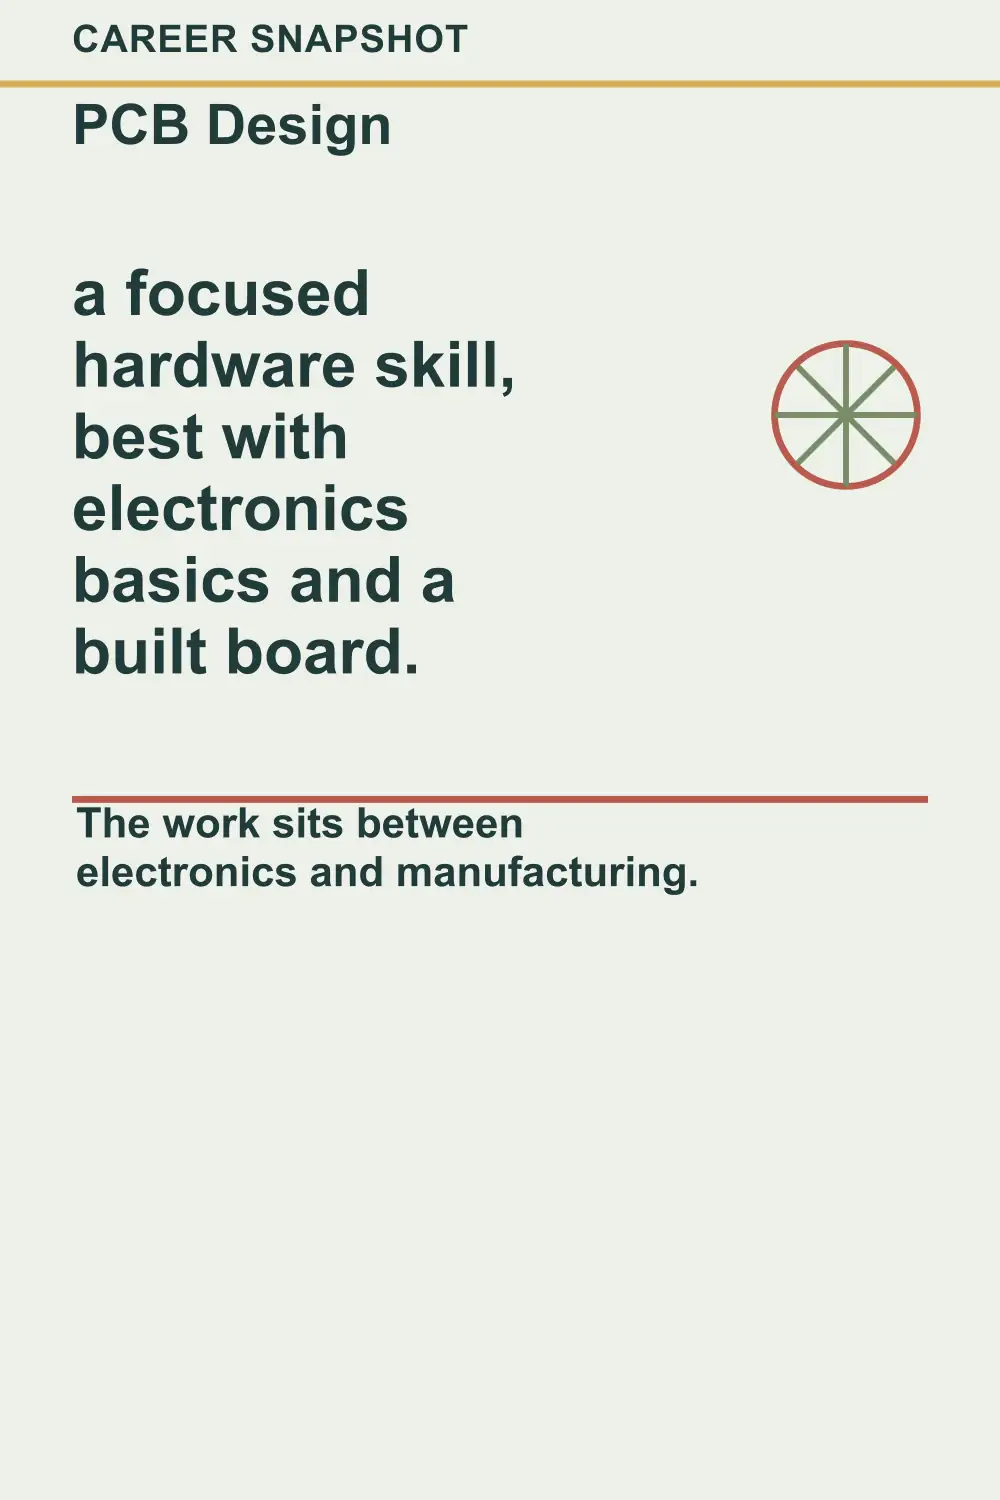 CAREER SNAPSHOT
PCB Design
a focused
hardware skill,
best with
electronics
basics and a
built board.
The work sits between
electronics and manufacturing.